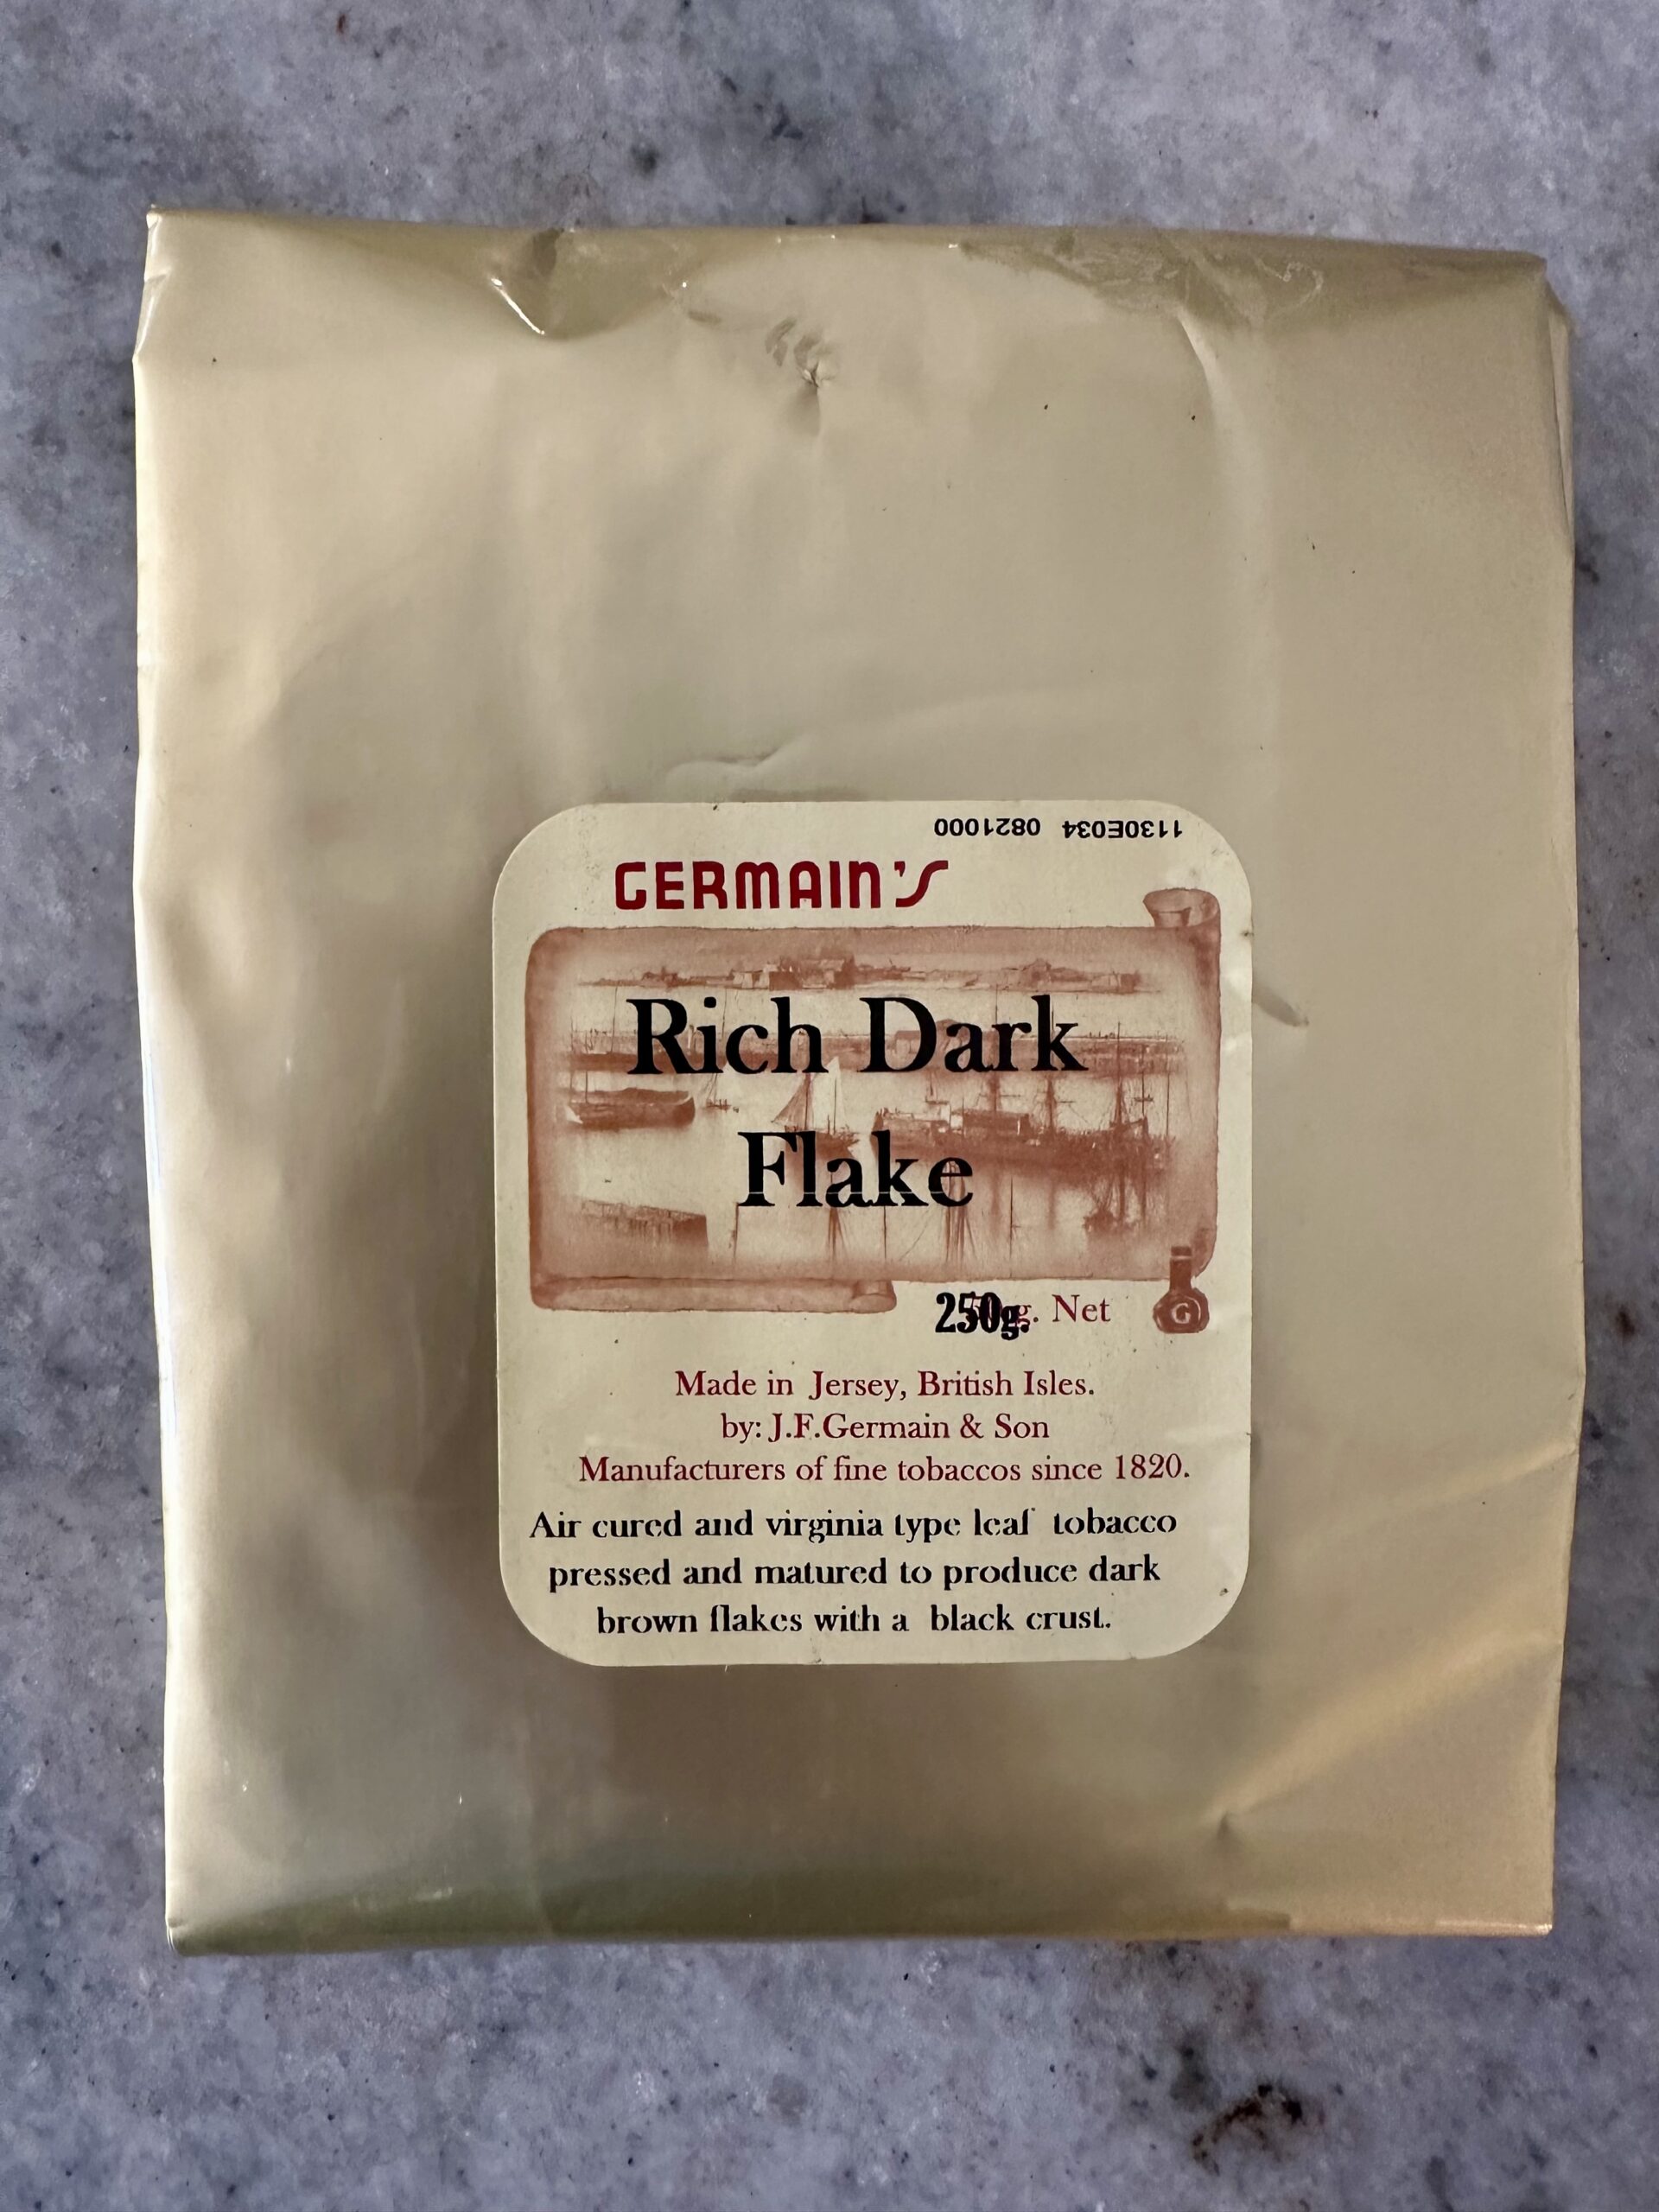 1130E034 0821000
GERMAIN'S
Rich Dark
Flake
250g. g. Net
G
Made in Jersey, British Isles.
by: J.F.Germain & Son
Manufacturers of fine tobaccos since 1820.
Air cured and virginia type leaf tobacco
pressed and matured to produce dark
brown flakes with a black crust.